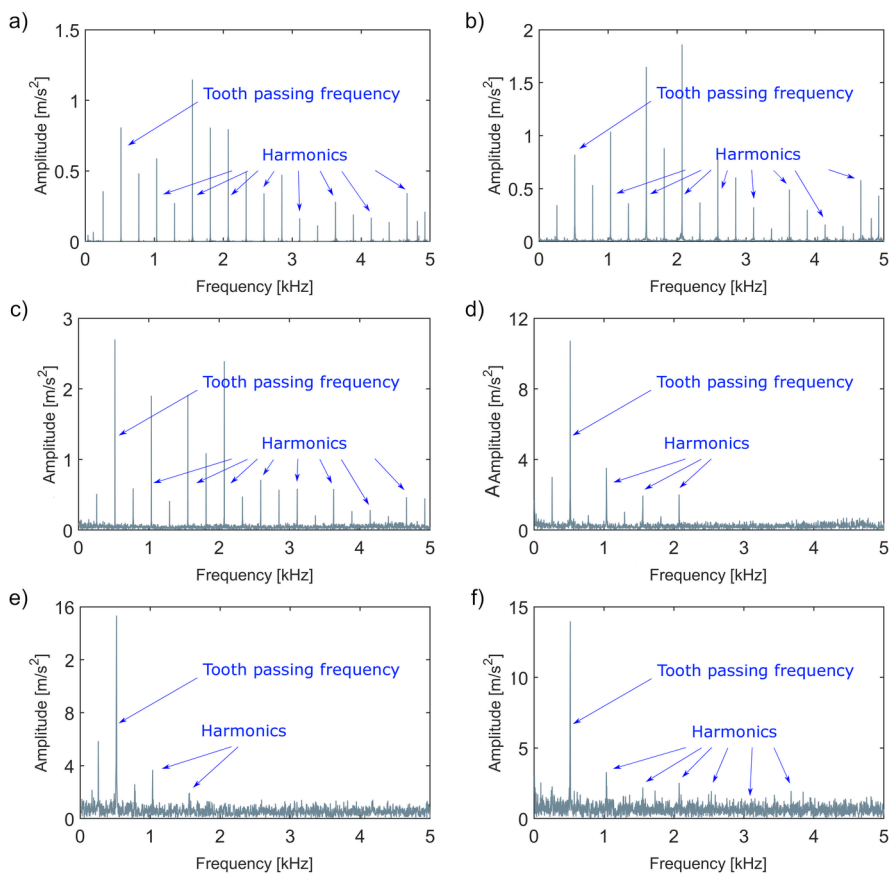 a)
1.5
1
0.5
0
Amplitude [m/s²]
Tooth passing frequency
Harmonics
0 1 2 3 4 5
Frequency [kHz]
b)
2
1.5
1
0.5
0
Amplitude [m/s²]
Tooth passing frequency
Harmonics
0 1 2 3 4 5
Frequency [kHz]
c)
3
2
1
0
Amplitude [m/s²]
Tooth passing frequency
Harmonics
0 1 2 3 4 5
Frequency [kHz]
d)
12
8
4
0
AAmplitude [m/s²]
Tooth passing frequency
Harmonics
0 1 2 3 4 5
Frequency [kHz]
e)
16
2
8
4
0
Amplitude [m/s²]
Tooth passing frequency
Harmonics
0 1 2 3 4 5
Frequency [kHz]
f)
15
10
5
0
Amplitude [m/s²]
Tooth passing frequency
Harmonics
0 1 2 3 4 5
Frequency [kHz]